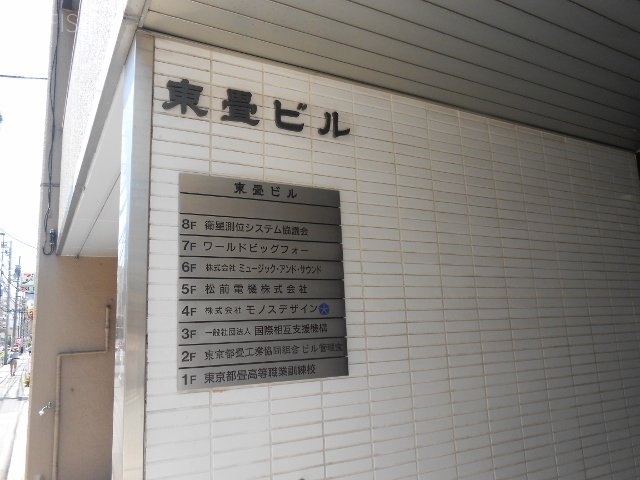 東畳ビル
東畳ビル
8F 衛星測位システム協議会
7F ワールドビッグフォー
6F 株式会社 ミュージック・アンド・サウンド
5F 松前電機株式会社
4F 株式会社 モノスデザイン
3F 一般社団法人 国際相互支援機構
2F 東京都畳工業協同組合 ビル管理室
1F 東京都畳高等職業訓練校